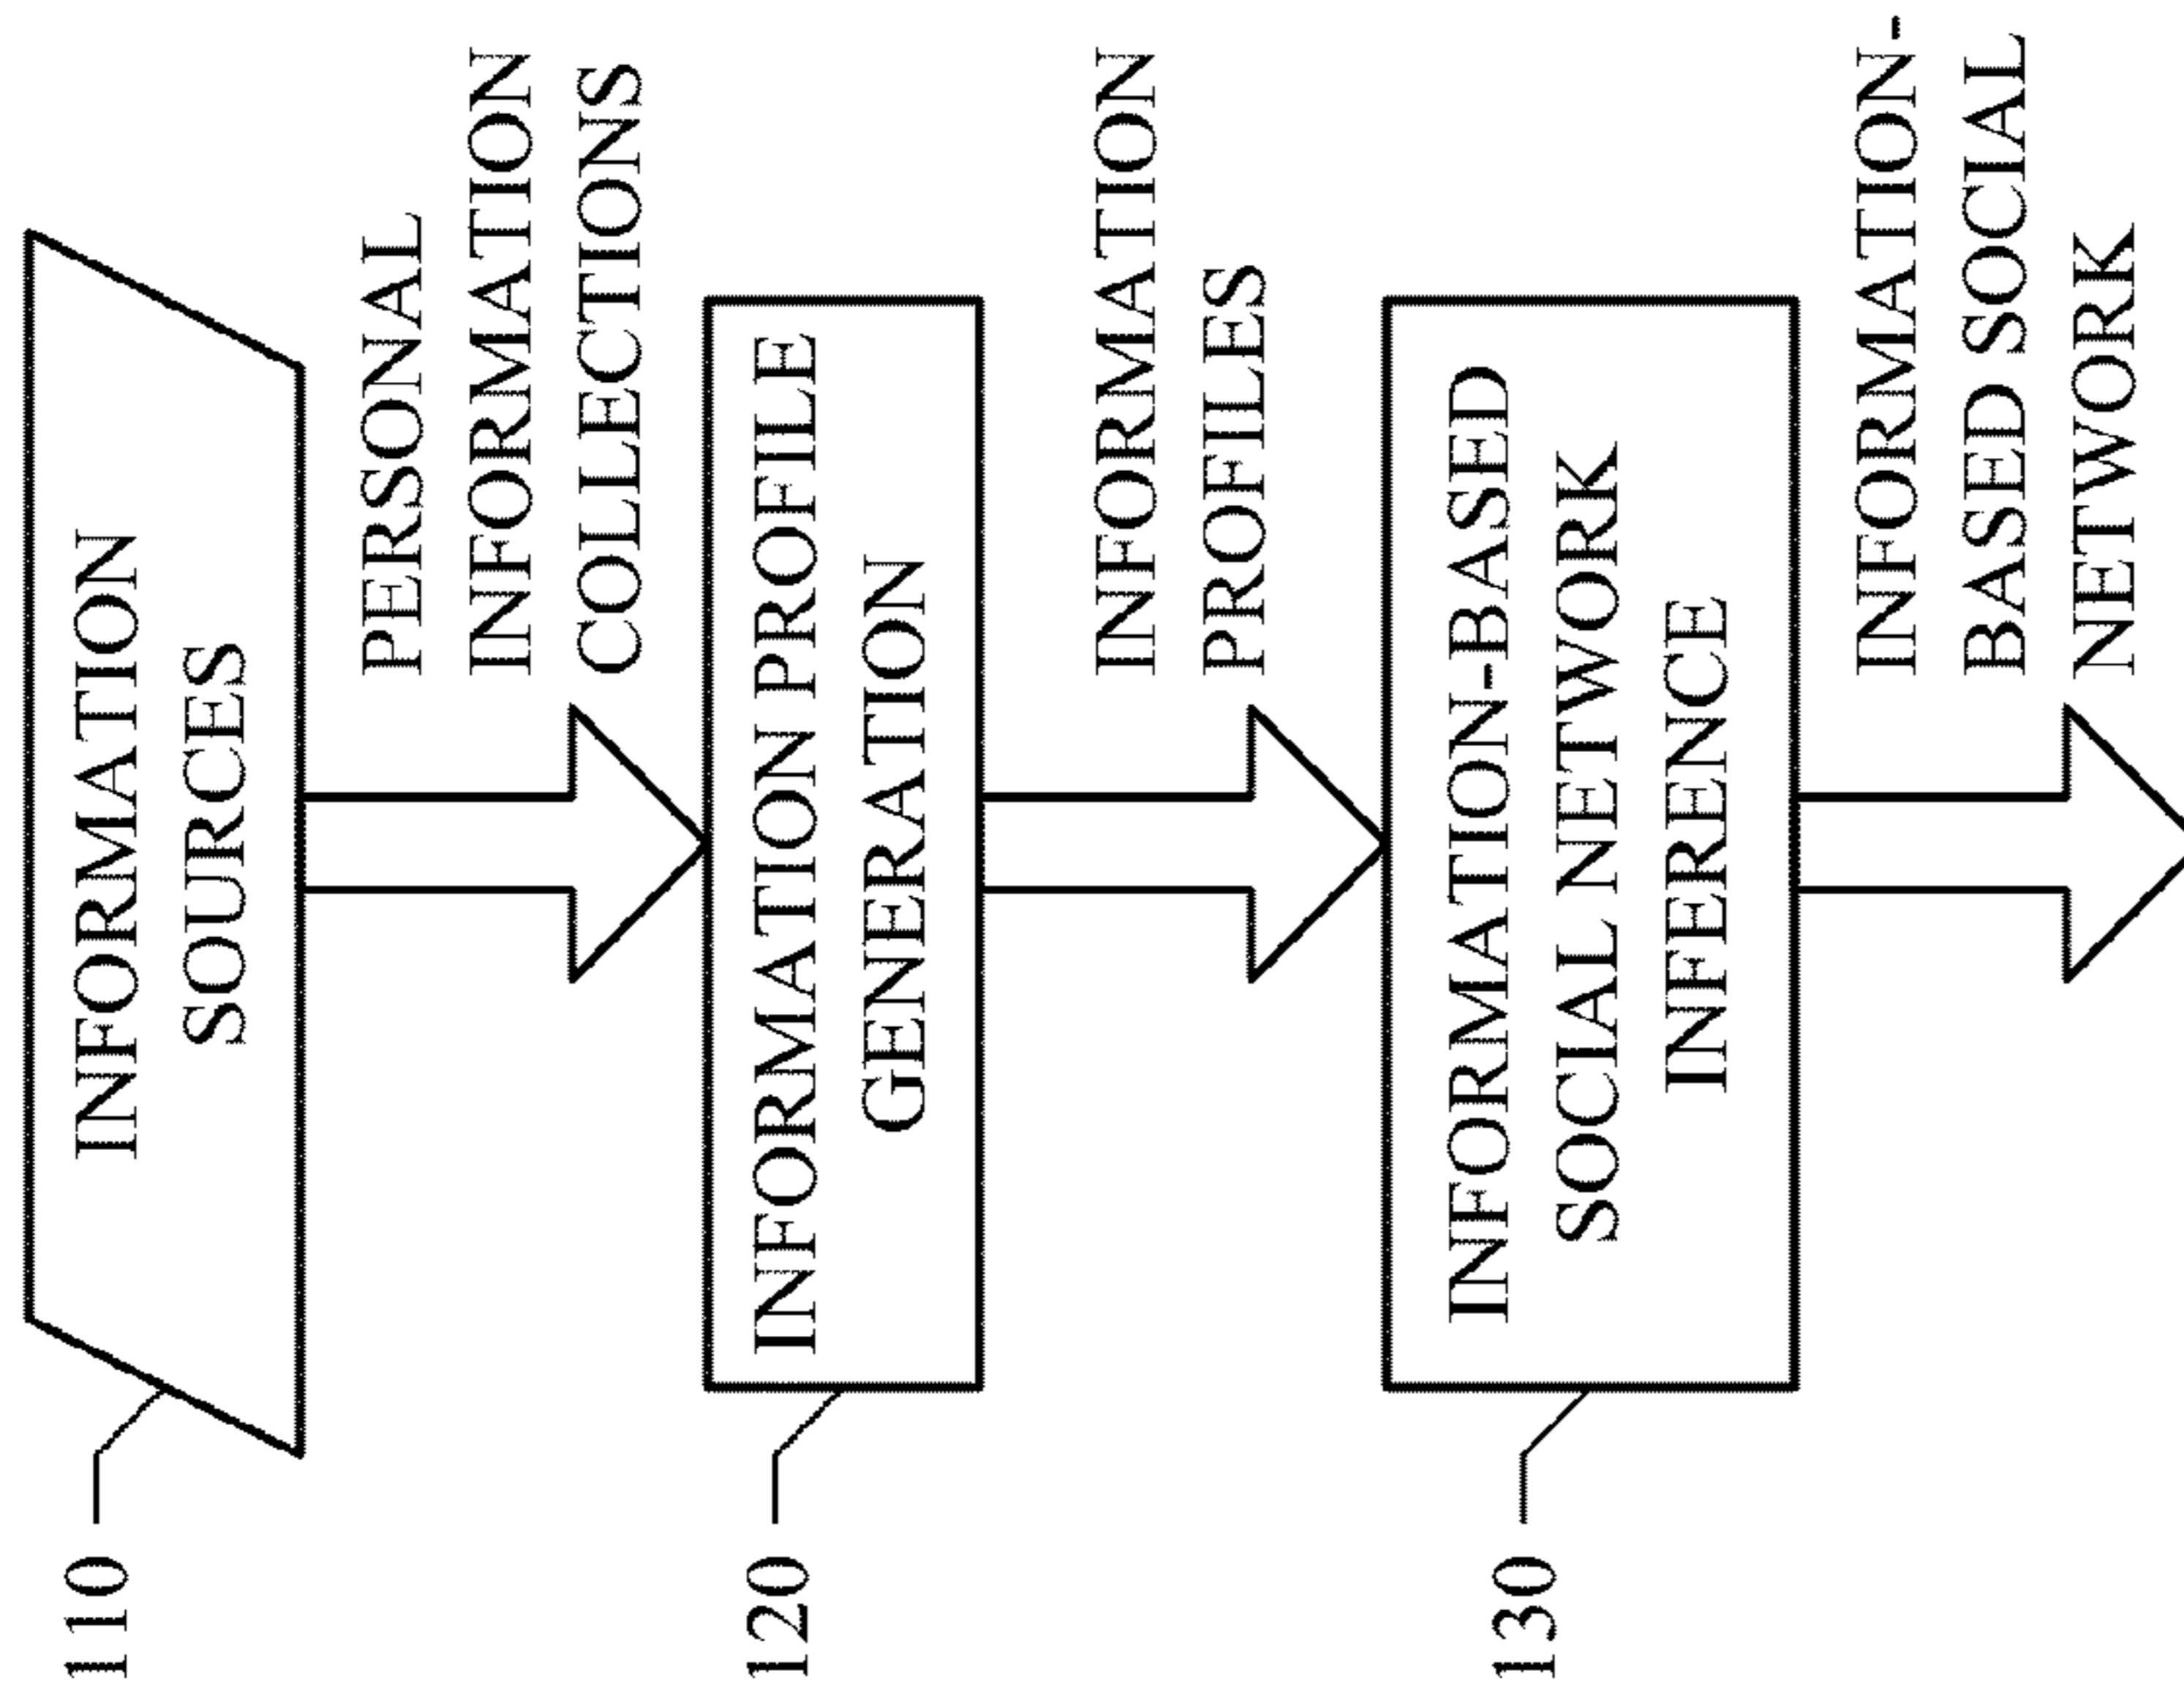 110
INFORMATION
SOURCES
PERSONAL
INFORMATION
COLLECTIONS
120
INFORMATION PROFILE
GENERATION
INFORMATION
PROFILES
130
INFORMATION-BASED
SOCIAL NETWORK
INFERENCE
INFORMATION-
BASED SOCIAL
NETWORK